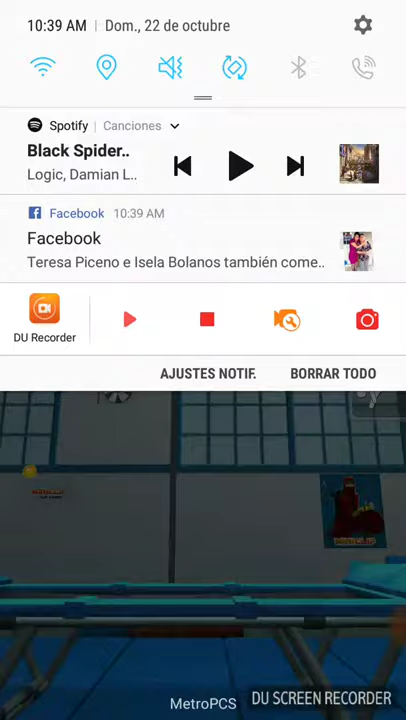 10:39 AM | Dom., 22 de octubre
Spotify | Canciones
Black Spider..
Logic, Damian L..
Facebook 10:39 AM
Facebook
Teresa Piceno e Isela Bolanos también come..
DU Recorder
AJUSTES NOTIF. BORRAR TODO
MetroPCS
DU SCREEN RECORDER